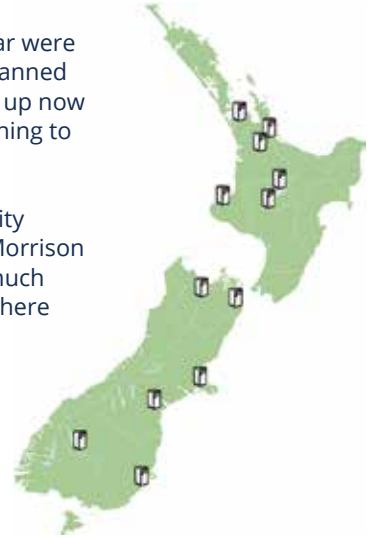 ar were
anned
up now
ning to
ity
Morrison
much
here